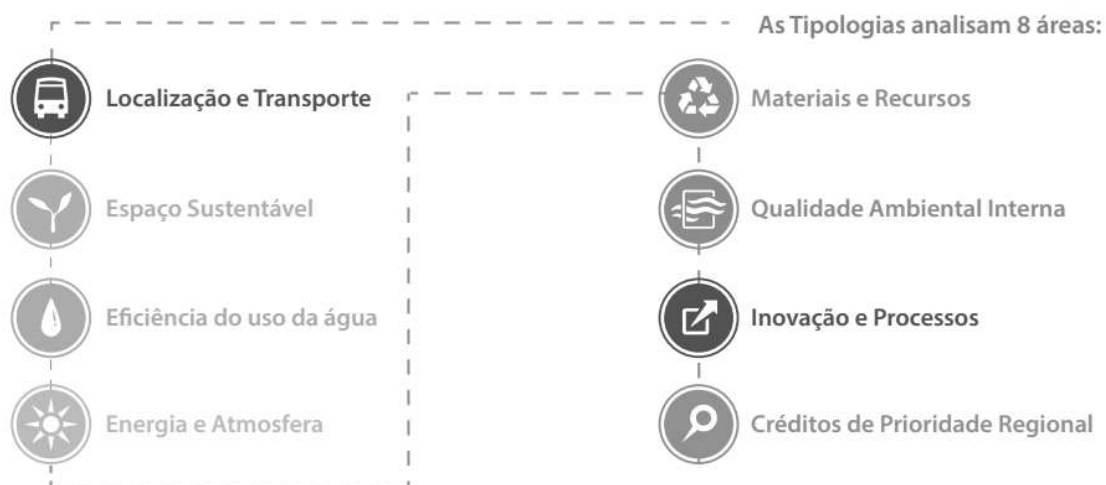 As Tipologias analisam 8 áreas:
Localização e Transporte
Espaço Sustentável
Eficiência do uso da água
Energia e Atmosfera
Materiais e Recursos
Qualidade Ambiental Interna
Inovação e Processos
Créditos de Prioridade Regional